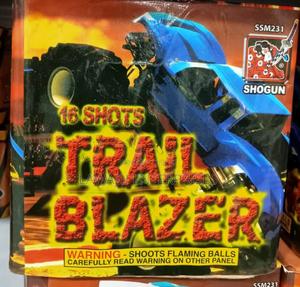 SSM231
SHOGUN
16 SHOTS
TRAIL
BLAZER
WARNING - SHOOTS FLAMING BALLS
CAREFULLY READ WARNING ON OTHER PANEL
SSM231